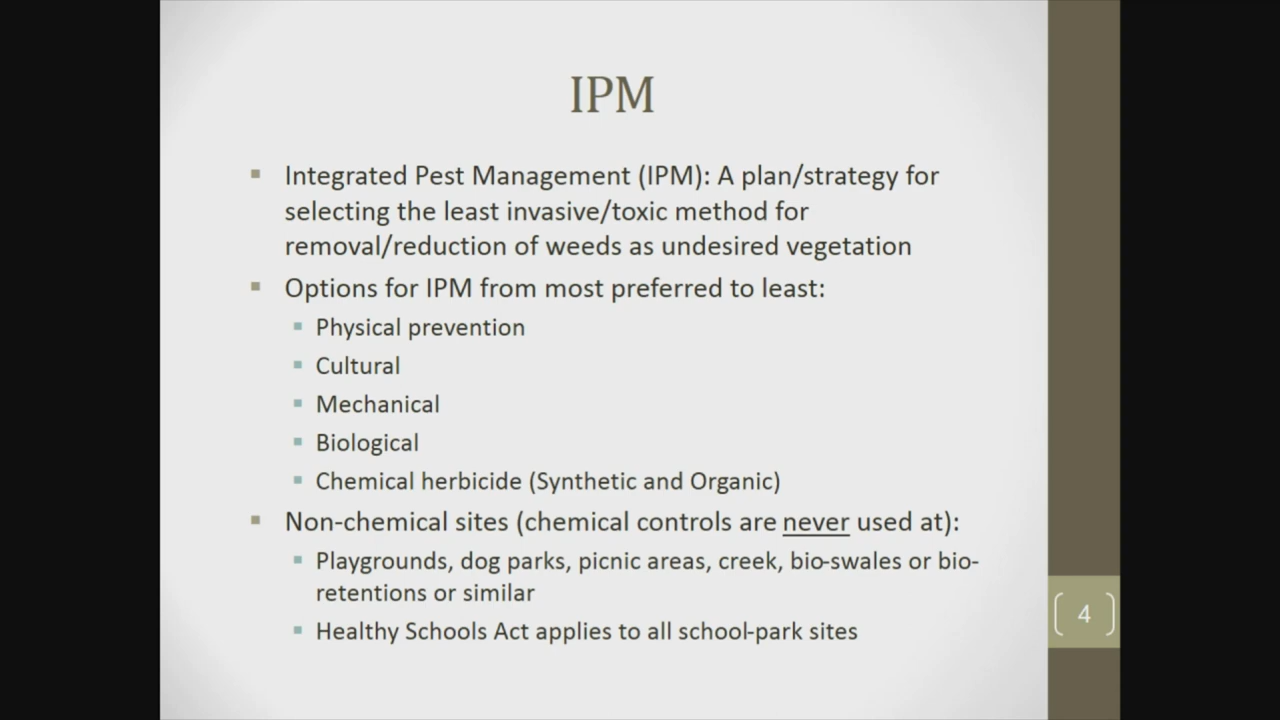 IPM
Integrated Pest Management (IPM): A plan/strategy for
selecting the least invasive/toxic method for
removal/reduction of weeds as undesired vegetation
Options for IPM from most preferred to least:
Physical prevention
Cultural
Mechanical
Biological
Chemical herbicide (Synthetic and Organic)
Non-chemical sites (chemical controls are never used at):
Playgrounds, dog parks, picnic areas, creek, bio-swales or bio-
retentions or similar
Healthy Schools Act applies to all school-park sites
4